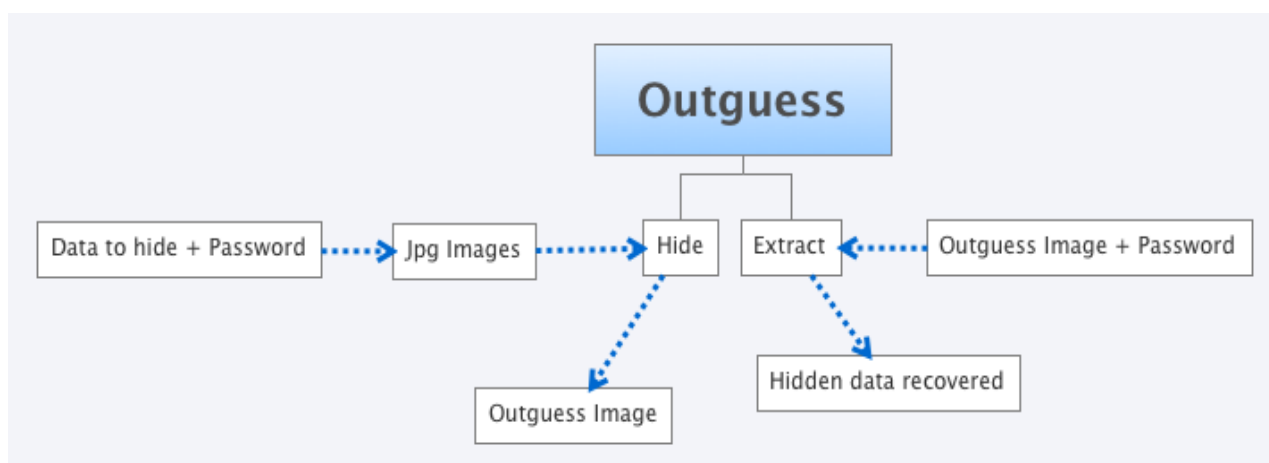 Outguess
Data to hide + Password
Jpg Images
Hide
Extract
Outguess Image + Password
Outguess Image
Hidden data recovered